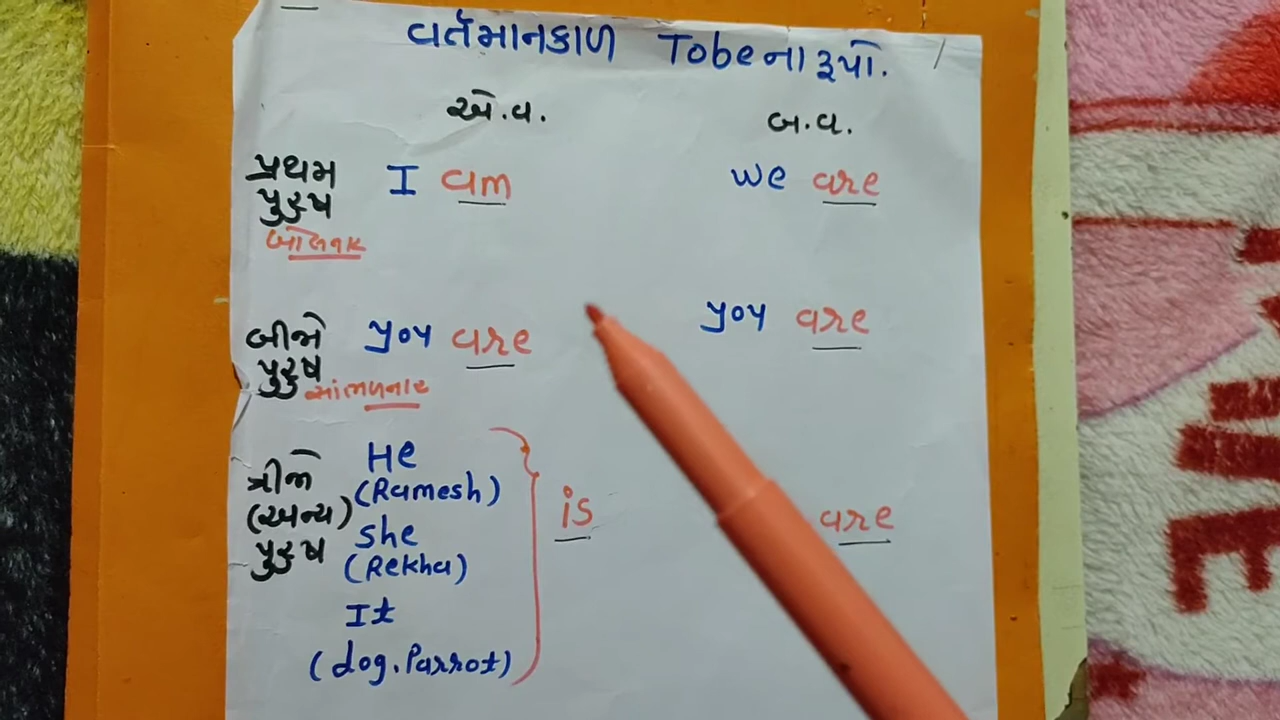 વર્તમાનકાળ Tobe ના રૂપો.
એ.વ. બ.વ.
પ્રથમ પુરુષ I am we are
બોલનાર
બીજો પુરુષ you are you are
સાંભળનાર
ત્રીજો (અન્ય) પુરુષ
He
(Ramesh)
she
(Rekha)
is are
It
(dog. Parrot)